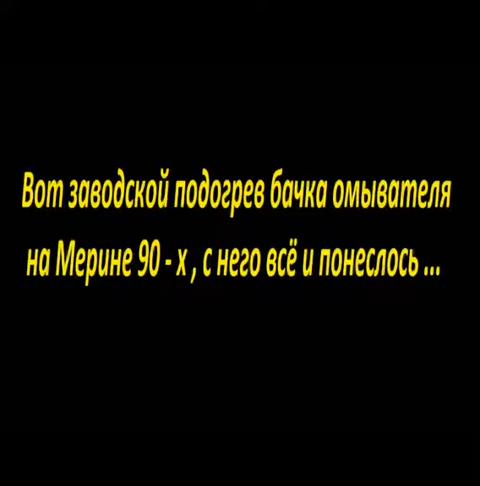 Вот заводской подогрев бачка омывателя
на Мерине 90 - х , с него всё и понеслось ...